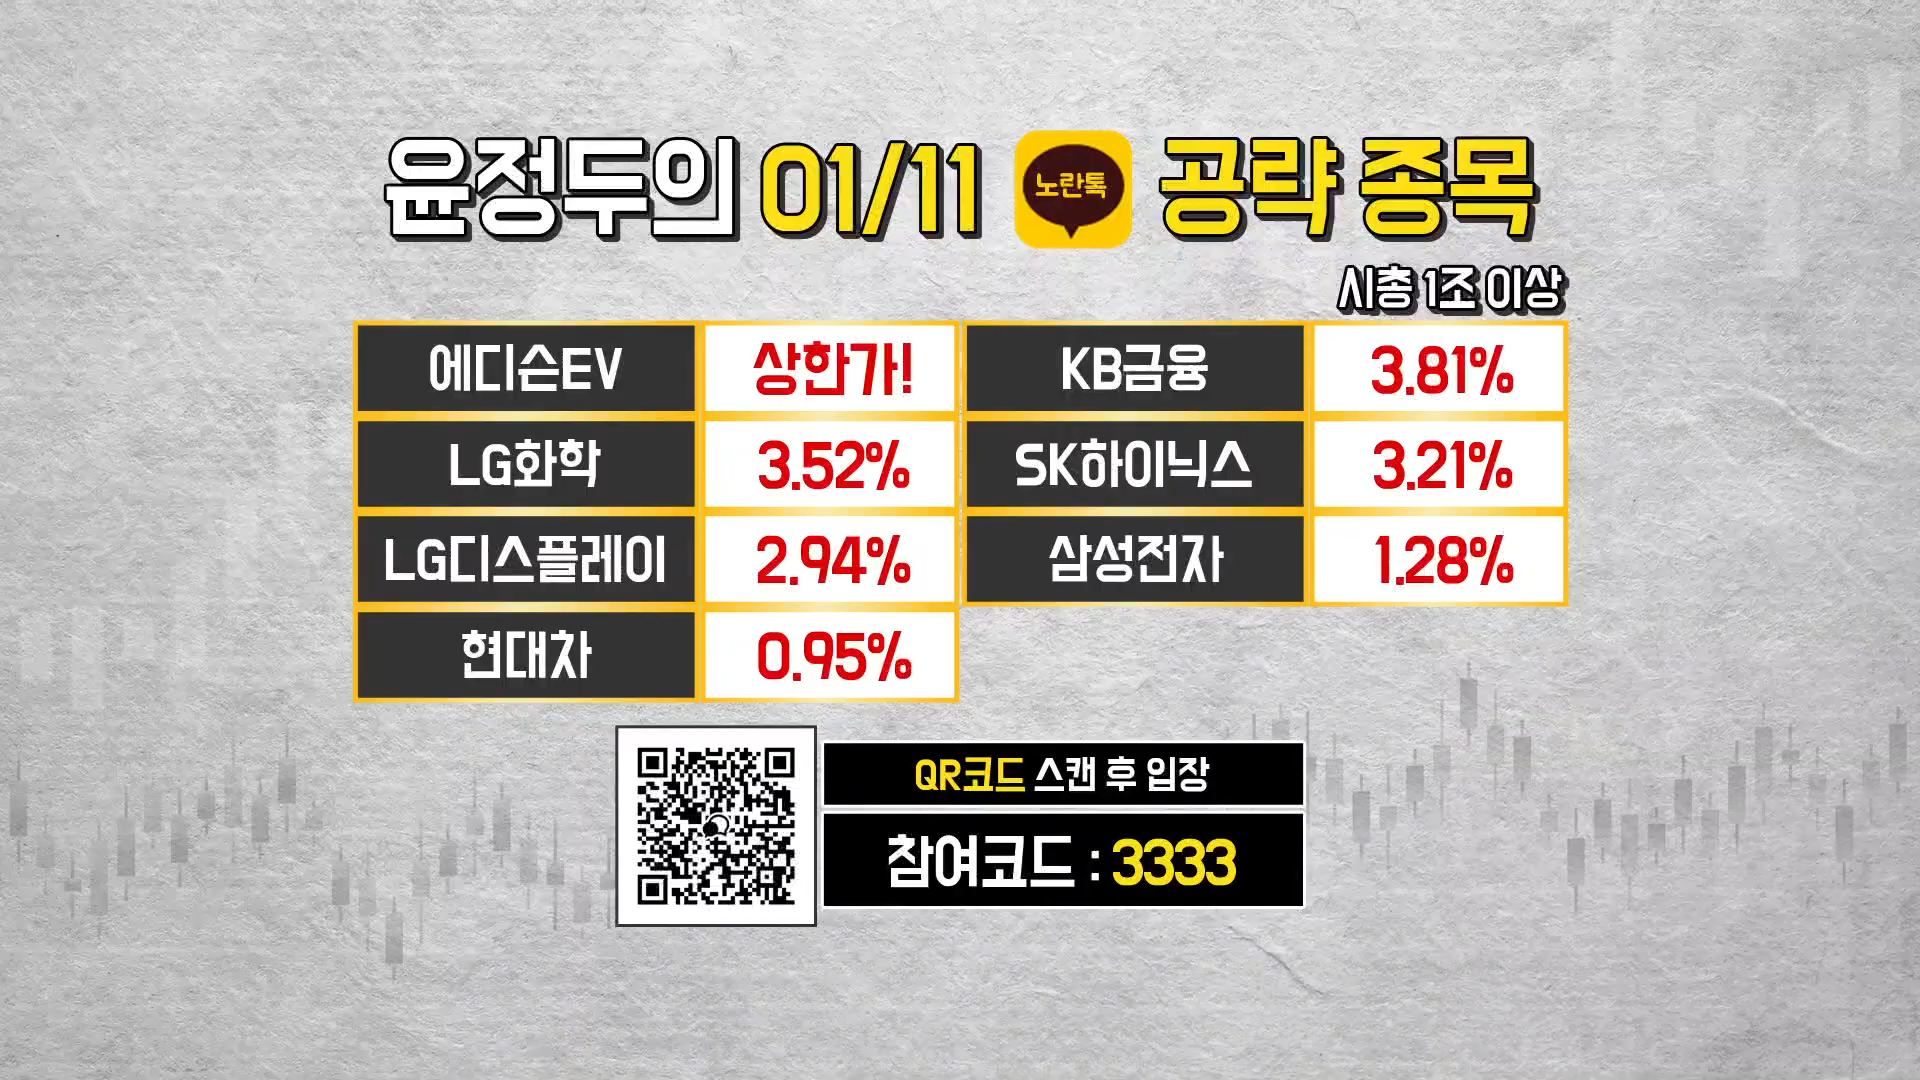 윤정두의 01/11 노란톡 공략 종목
시총 1조 이상
에디슨EV 상한가! KB금융 3.81%
LG화학 3.52% SK하이닉스 3.21%
LG디스플레이 2.94% 삼성전자 1.28%
현대차 0.95%
QR코드 스캔 후 입장
참여코드 : 3333